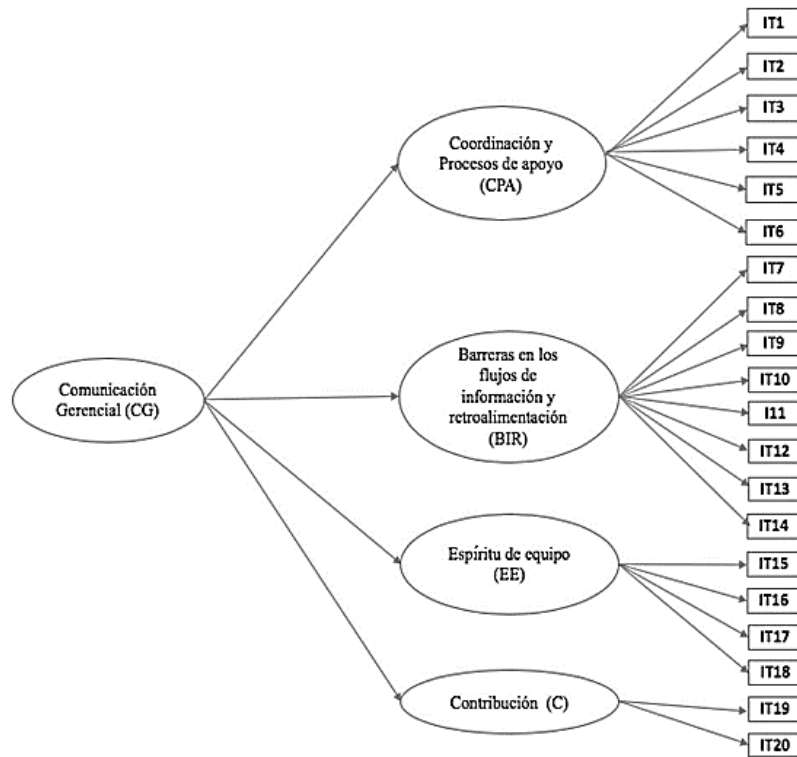 Comunicación
Gerencial (CG)
Coordinación y
Procesos de apoyo
(CPA)
Barreras en los
flujos de
información y
retroalimentación
(BIR)
Espíritu de equipo
(EE)
Contribución (C)
IT1
IT2
IT3
IT4
IT5
IT6
IT7
IT8
IT9
IT10
I11
IT12
IT13
IT14
IT15
IT16
IT17
IT18
IT19
IT20